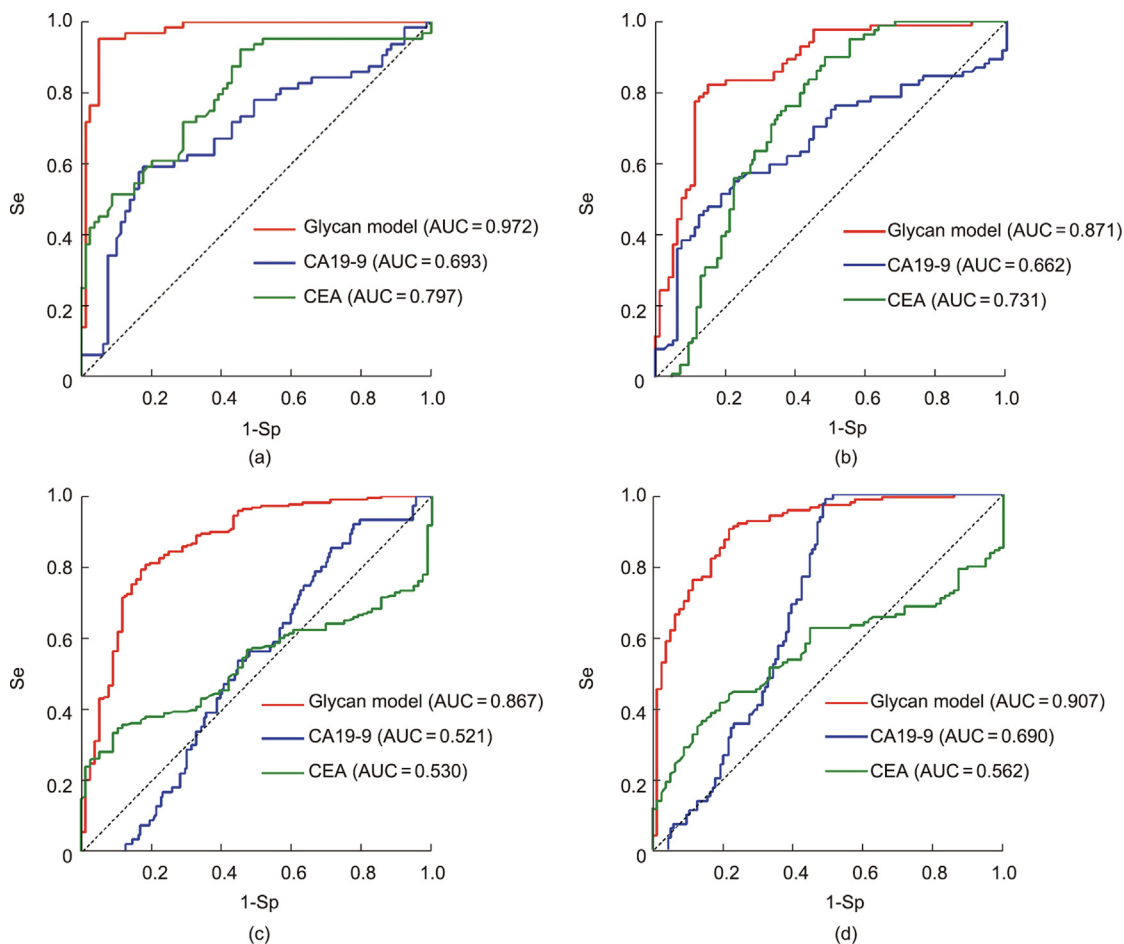 1.0
0.8
0.6
0.4
0.2
0
Se
0.2 0.4 0.6 0.8 1.0
1-Sp
Glycan model (AUC = 0.972)
CA19-9 (AUC = 0.693)
CEA (AUC = 0.797)
(a)
1.0
0.8
0.6
0.4
0.2
0
Se
0.2 0.4 0.6 0.8 1.0
1-Sp
Glycan model (AUC = 0.871)
CA19-9 (AUC = 0.662)
CEA (AUC = 0.731)
(b)
1.0
0.8
0.6
0.4
0.2
0
Se
0.2 0.4 0.6 0.8 1.0
1-Sp
Glycan model (AUC = 0.867)
CA19-9 (AUC = 0.521)
CEA (AUC = 0.530)
(c)
1.0
0.8
0.6
0.4
0.2
0
Se
0.2 0.4 0.6 0.8 1.0
1-Sp
Glycan model (AUC = 0.907)
CA19-9 (AUC = 0.690)
CEA (AUC = 0.562)
(d)